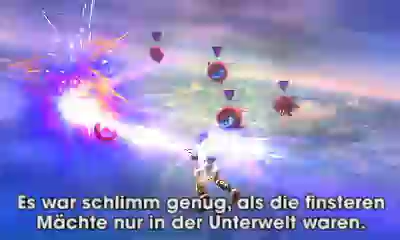 Es war schlimm genug, als die finsteren
Mächte nur in der Unterwelt waren.